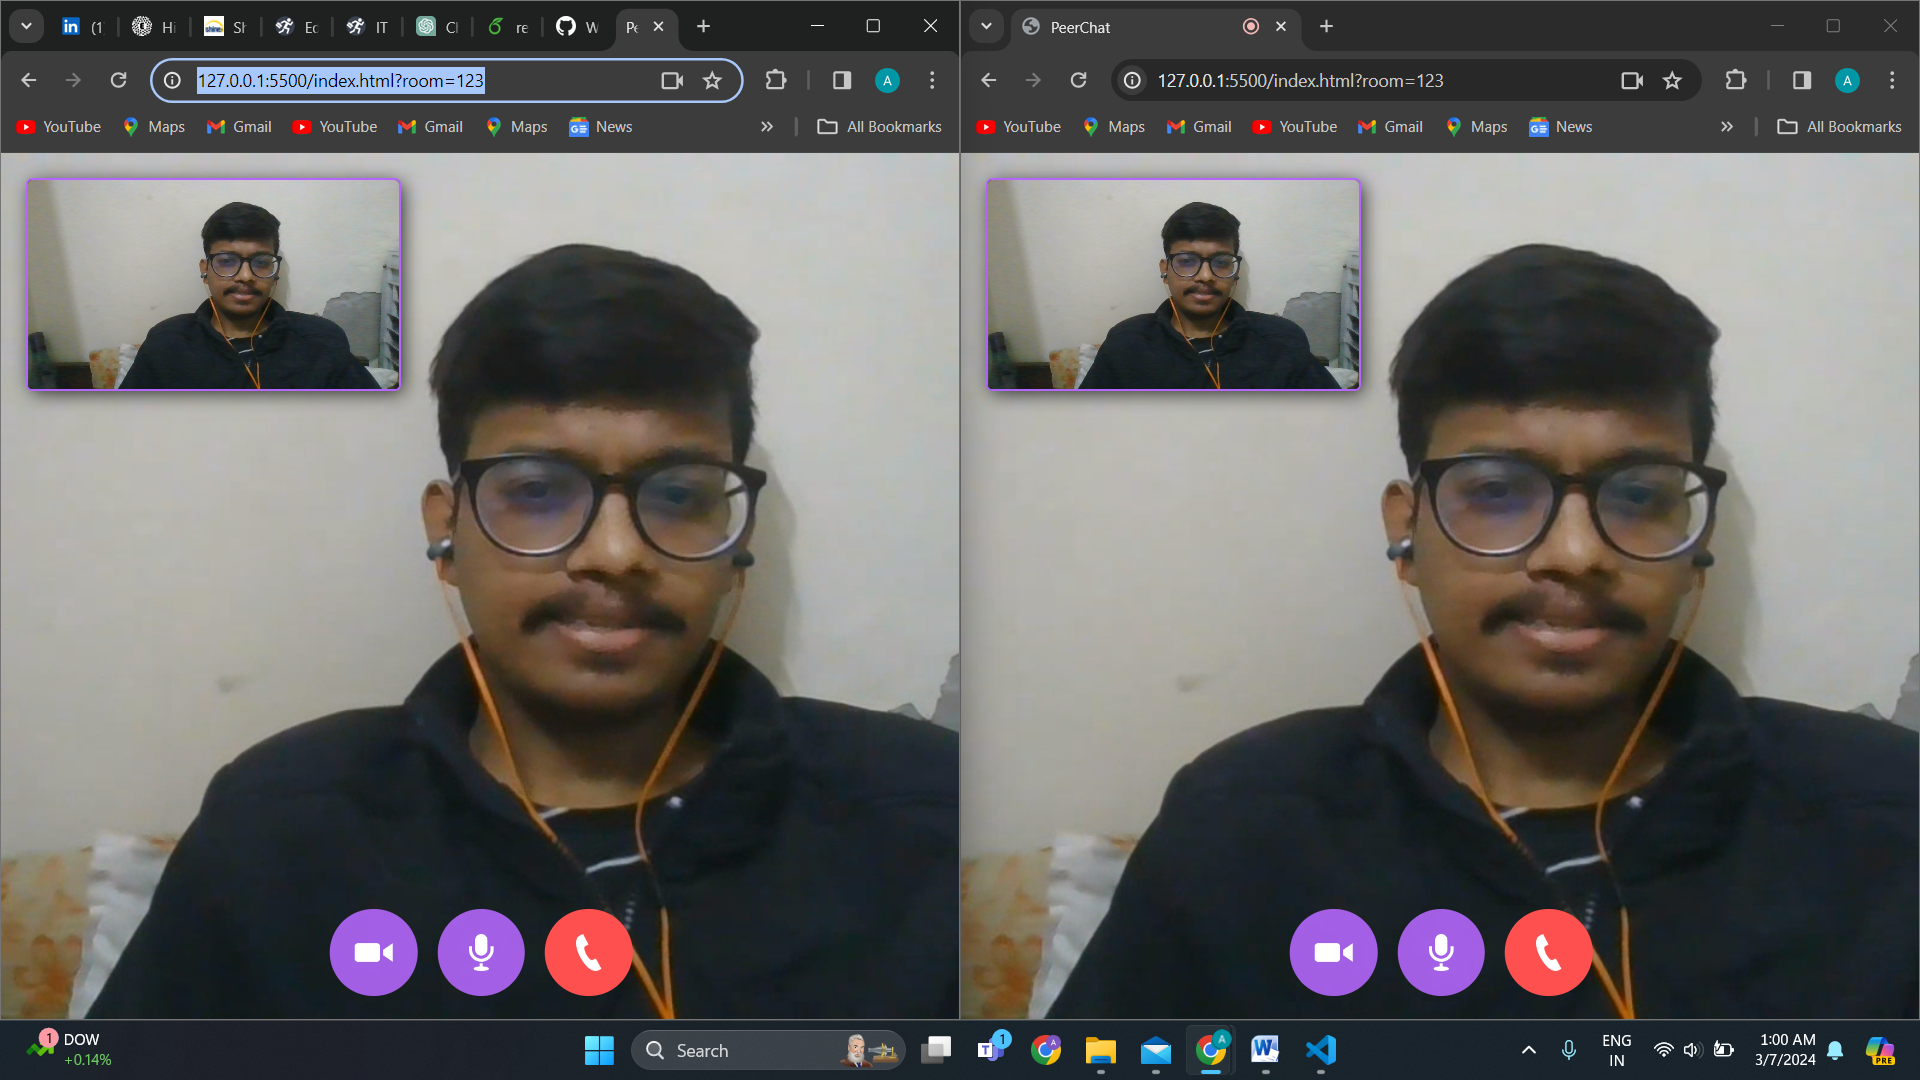 in (1 Hi Sh Ec IT Cl re W Pe
127.0.0.1:5500/index.html?room=123 A
YouTube Maps Gmail YouTube Gmail Maps News » All Bookmarks
PeerChat
127.0.0.1:5500/index.html?room=123 A
YouTube Maps Gmail YouTube Gmail Maps News » All Bookmarks
1 DOW
+0.14%
Search
1
A
ENG
IN
1:00 AM
3/7/2024
PRE